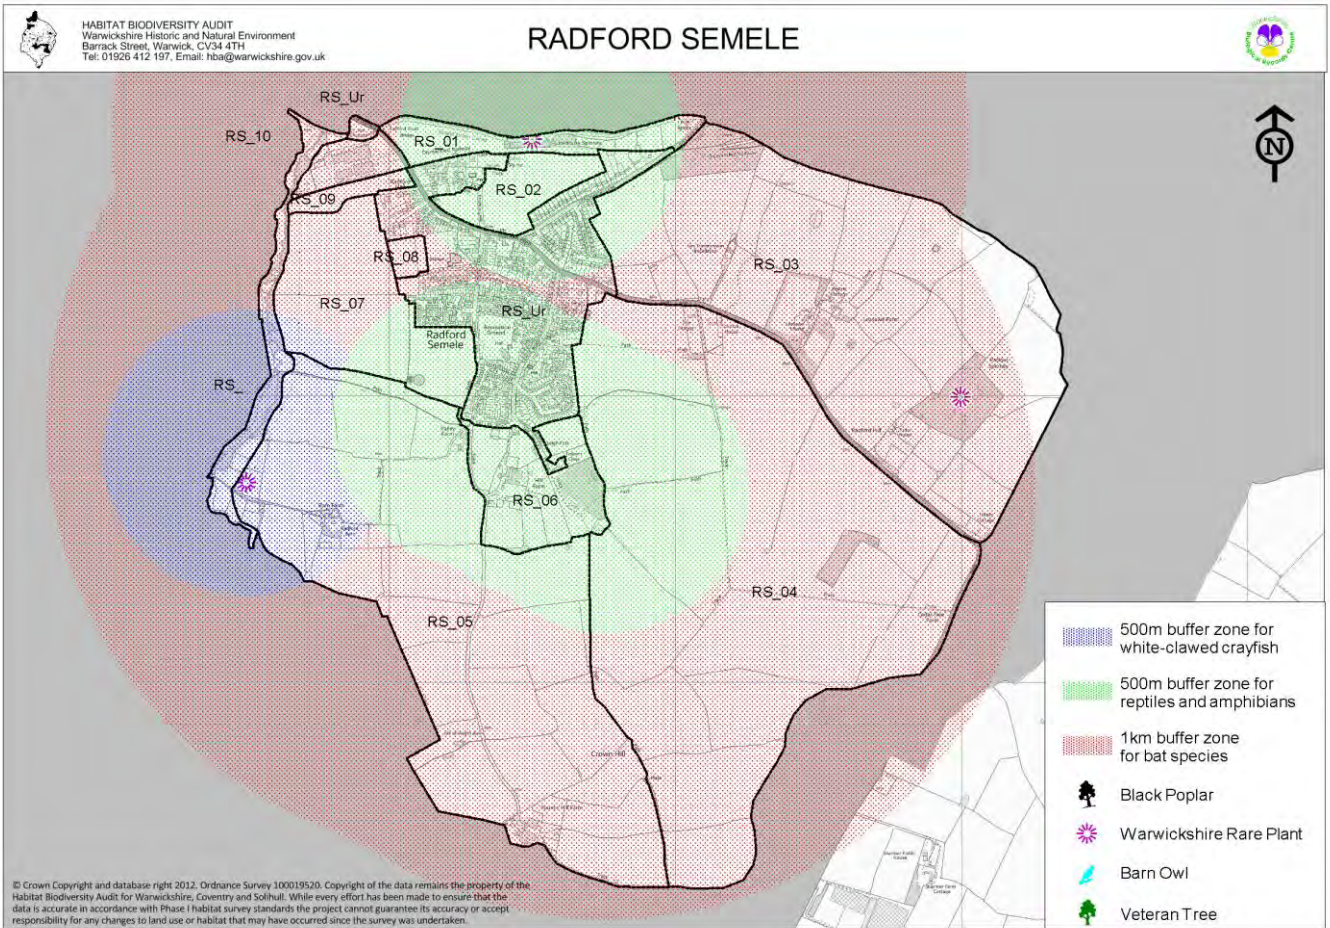 HABITAT BIODIVERSITY AUDIT
Warwickshire Historic and Natural Environment
Barrack Street, Warwick, CV34 4TH
Tel: 01926 412 197, Email: hba@warwickshire.gov.uk
RADFORD SEMELE
RS_Ur
RS_10
RS_01
N
RS_02
RS_09
RS_08
RS_03
RS_07
RS_Ur
Radford
Semele
RS_
RS_06
RS_04
RS_05
Crown Hill
500m buffer zone for
white-clawed crayfish
500m buffer zone for
reptiles and amphibians
1km buffer zone
for bat species
Black Poplar
Warwickshire Rare Plant
Barn Owl
Veteran Tree
© Crown Copyright and database right 2012. Ordnance Survey 100019520. Copyright of the data remains the property of the
Habitat Biodiversity Audit for Warwickshire, Coventry and Solihull. While every effort has been made to ensure that the
data is accurate in accordance with Phase I habitat survey standards the project cannot guarantee its accuracy or accept
responsibility for any changes to land use or habitat that may have occurred since the survey was undertaken.